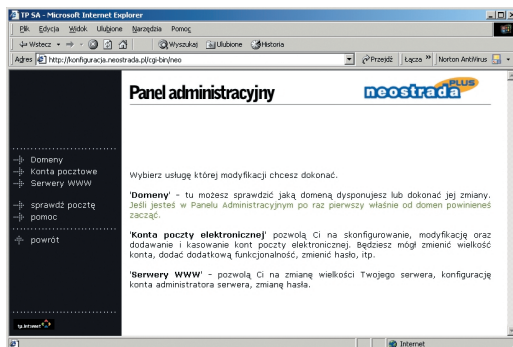 TP SA - Microsoft Internet Explorer
Plik Edycja Widok Ulubione Narzędzia Pomoc
Wstecz Wyszukaj Ulubione Historia
Adres http://konfiguracja.neostrada.pl/cgi-bin/neo Przejdź Łącza » Norton AntiVirus
Panel administracyjny
neostrada PLUS
Domeny
Konta pocztowe
Serwery WWW
sprawdź pocztę
pomoc
powrót
Wybierz usługę której modyfikacji chcesz dokonać.
'Domeny' - tu możesz sprawdzić jaką domeną dysponujesz lub dokonać jej zmiany.
Jeśli jesteś w Panelu Administracyjnym po raz pierwszy właśnie od domen powinieneś
zacząć.
'Konta poczty elektronicznej' pozwolą Ci na skonfigurowanie, modyfikację oraz
dodawanie i kasowanie kont poczty elektronicznej. Będziesz mógł zmienić wielkość
konta, dodać dodatkową funkcjonalność, zmienić hasło, itp.
'Serwery WWW' - pozwolą Ci na zmianę wielkości Twojego serwera, konfigurację
konta administratora serwera, zmianę hasła.
tp.internet
Internet